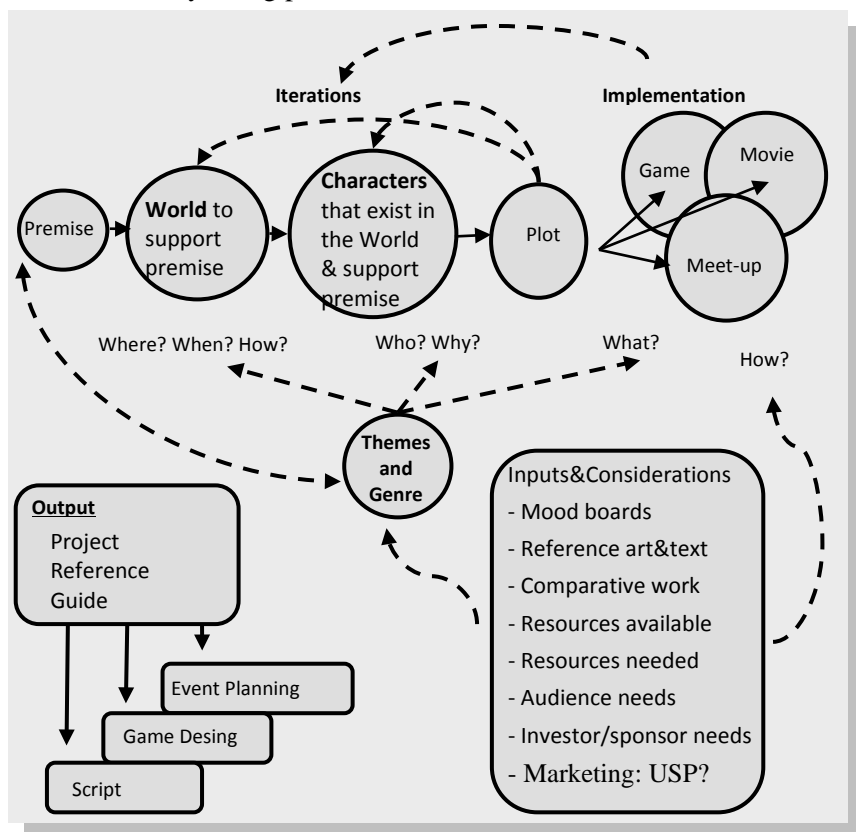 Iterations
Implementation
Premise
World to
support
premise
Characters
that exist in
the World
& support
premise
Plot
Game
Movie
Meet-up
Where? When? How?
Who? Why?
What?
How?
Themes
and
Genre
Inputs&Considerations
- Mood boards
- Reference art&text
- Comparative work
- Resources available
- Resources needed
- Audience needs
- Investor/sponsor needs
- Marketing: USP?
Output
Project
Reference
Guide
Event Planning
Game Desing
Script